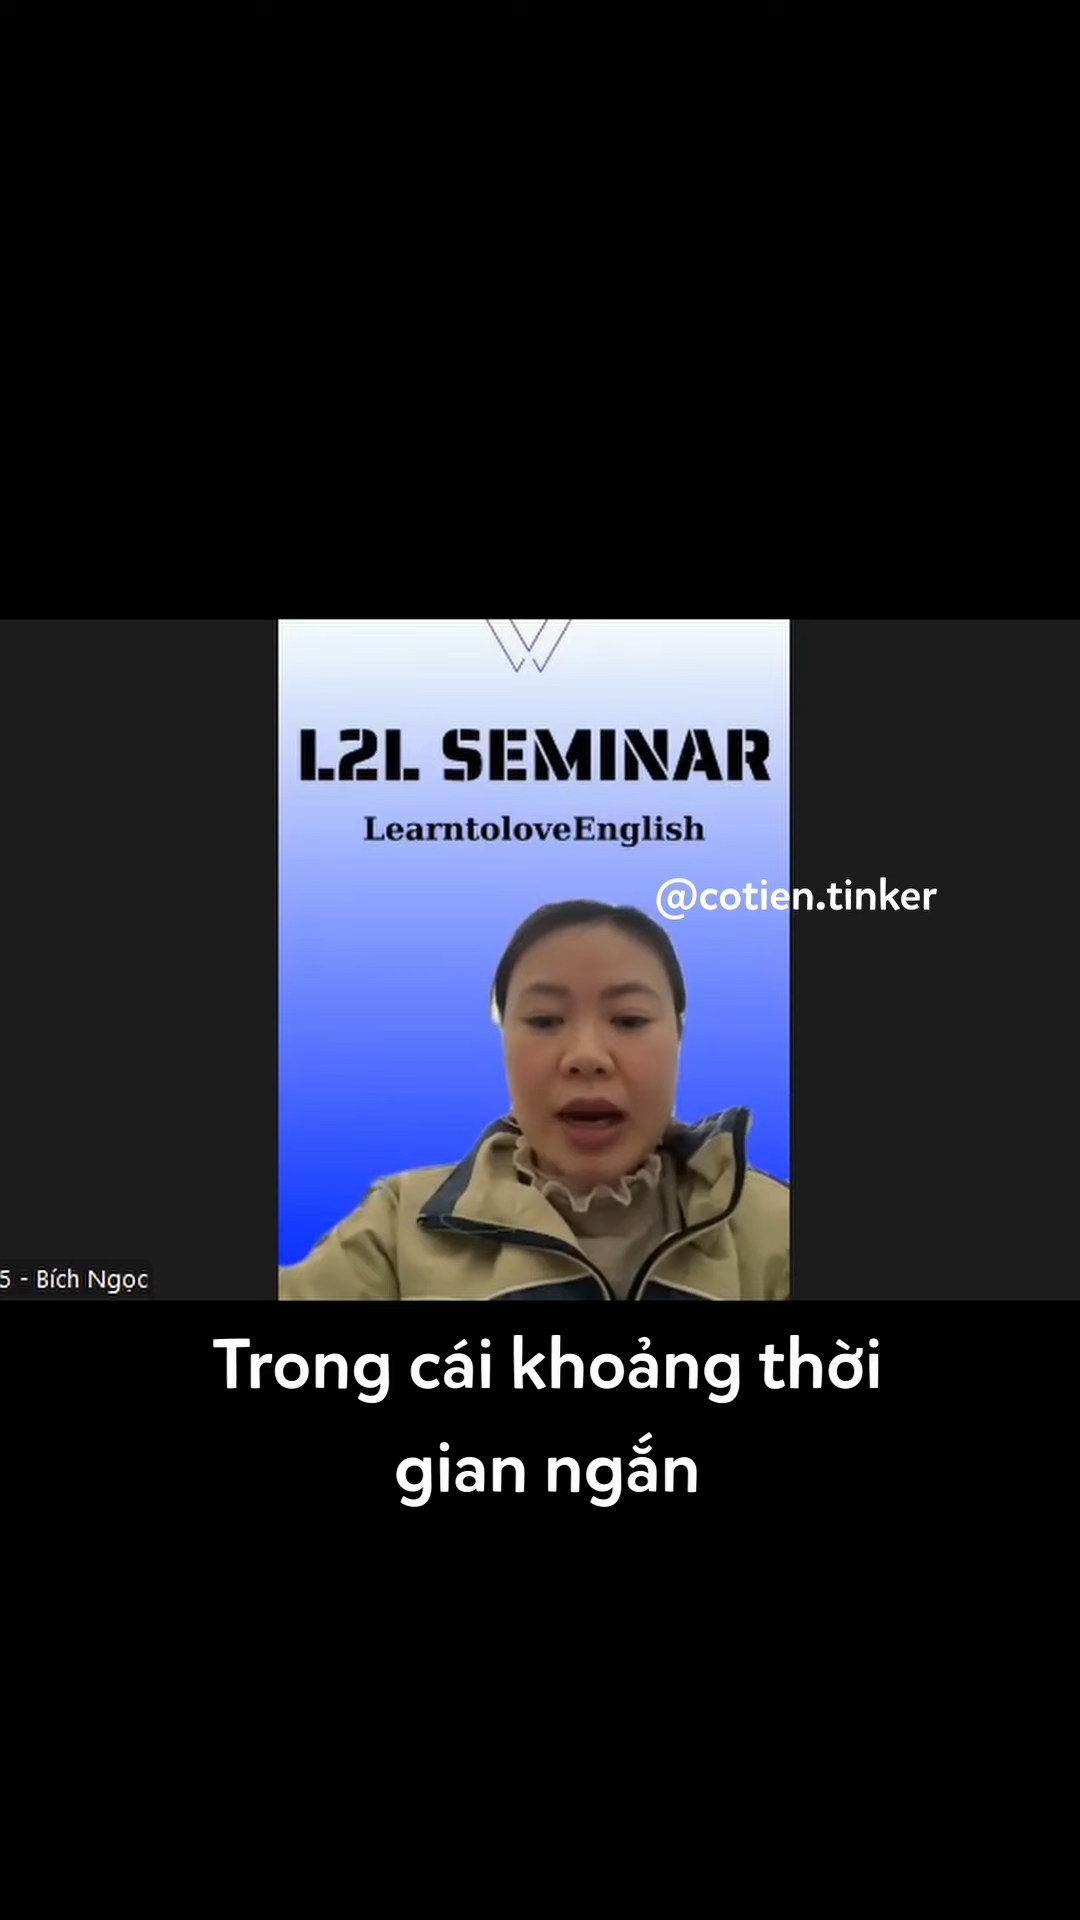 L2L SEMINAR
LearntoloveEnglish
@cotien.tinker
5 - Bích Ngọc
Trong cái khoảng thời
gian ngắn